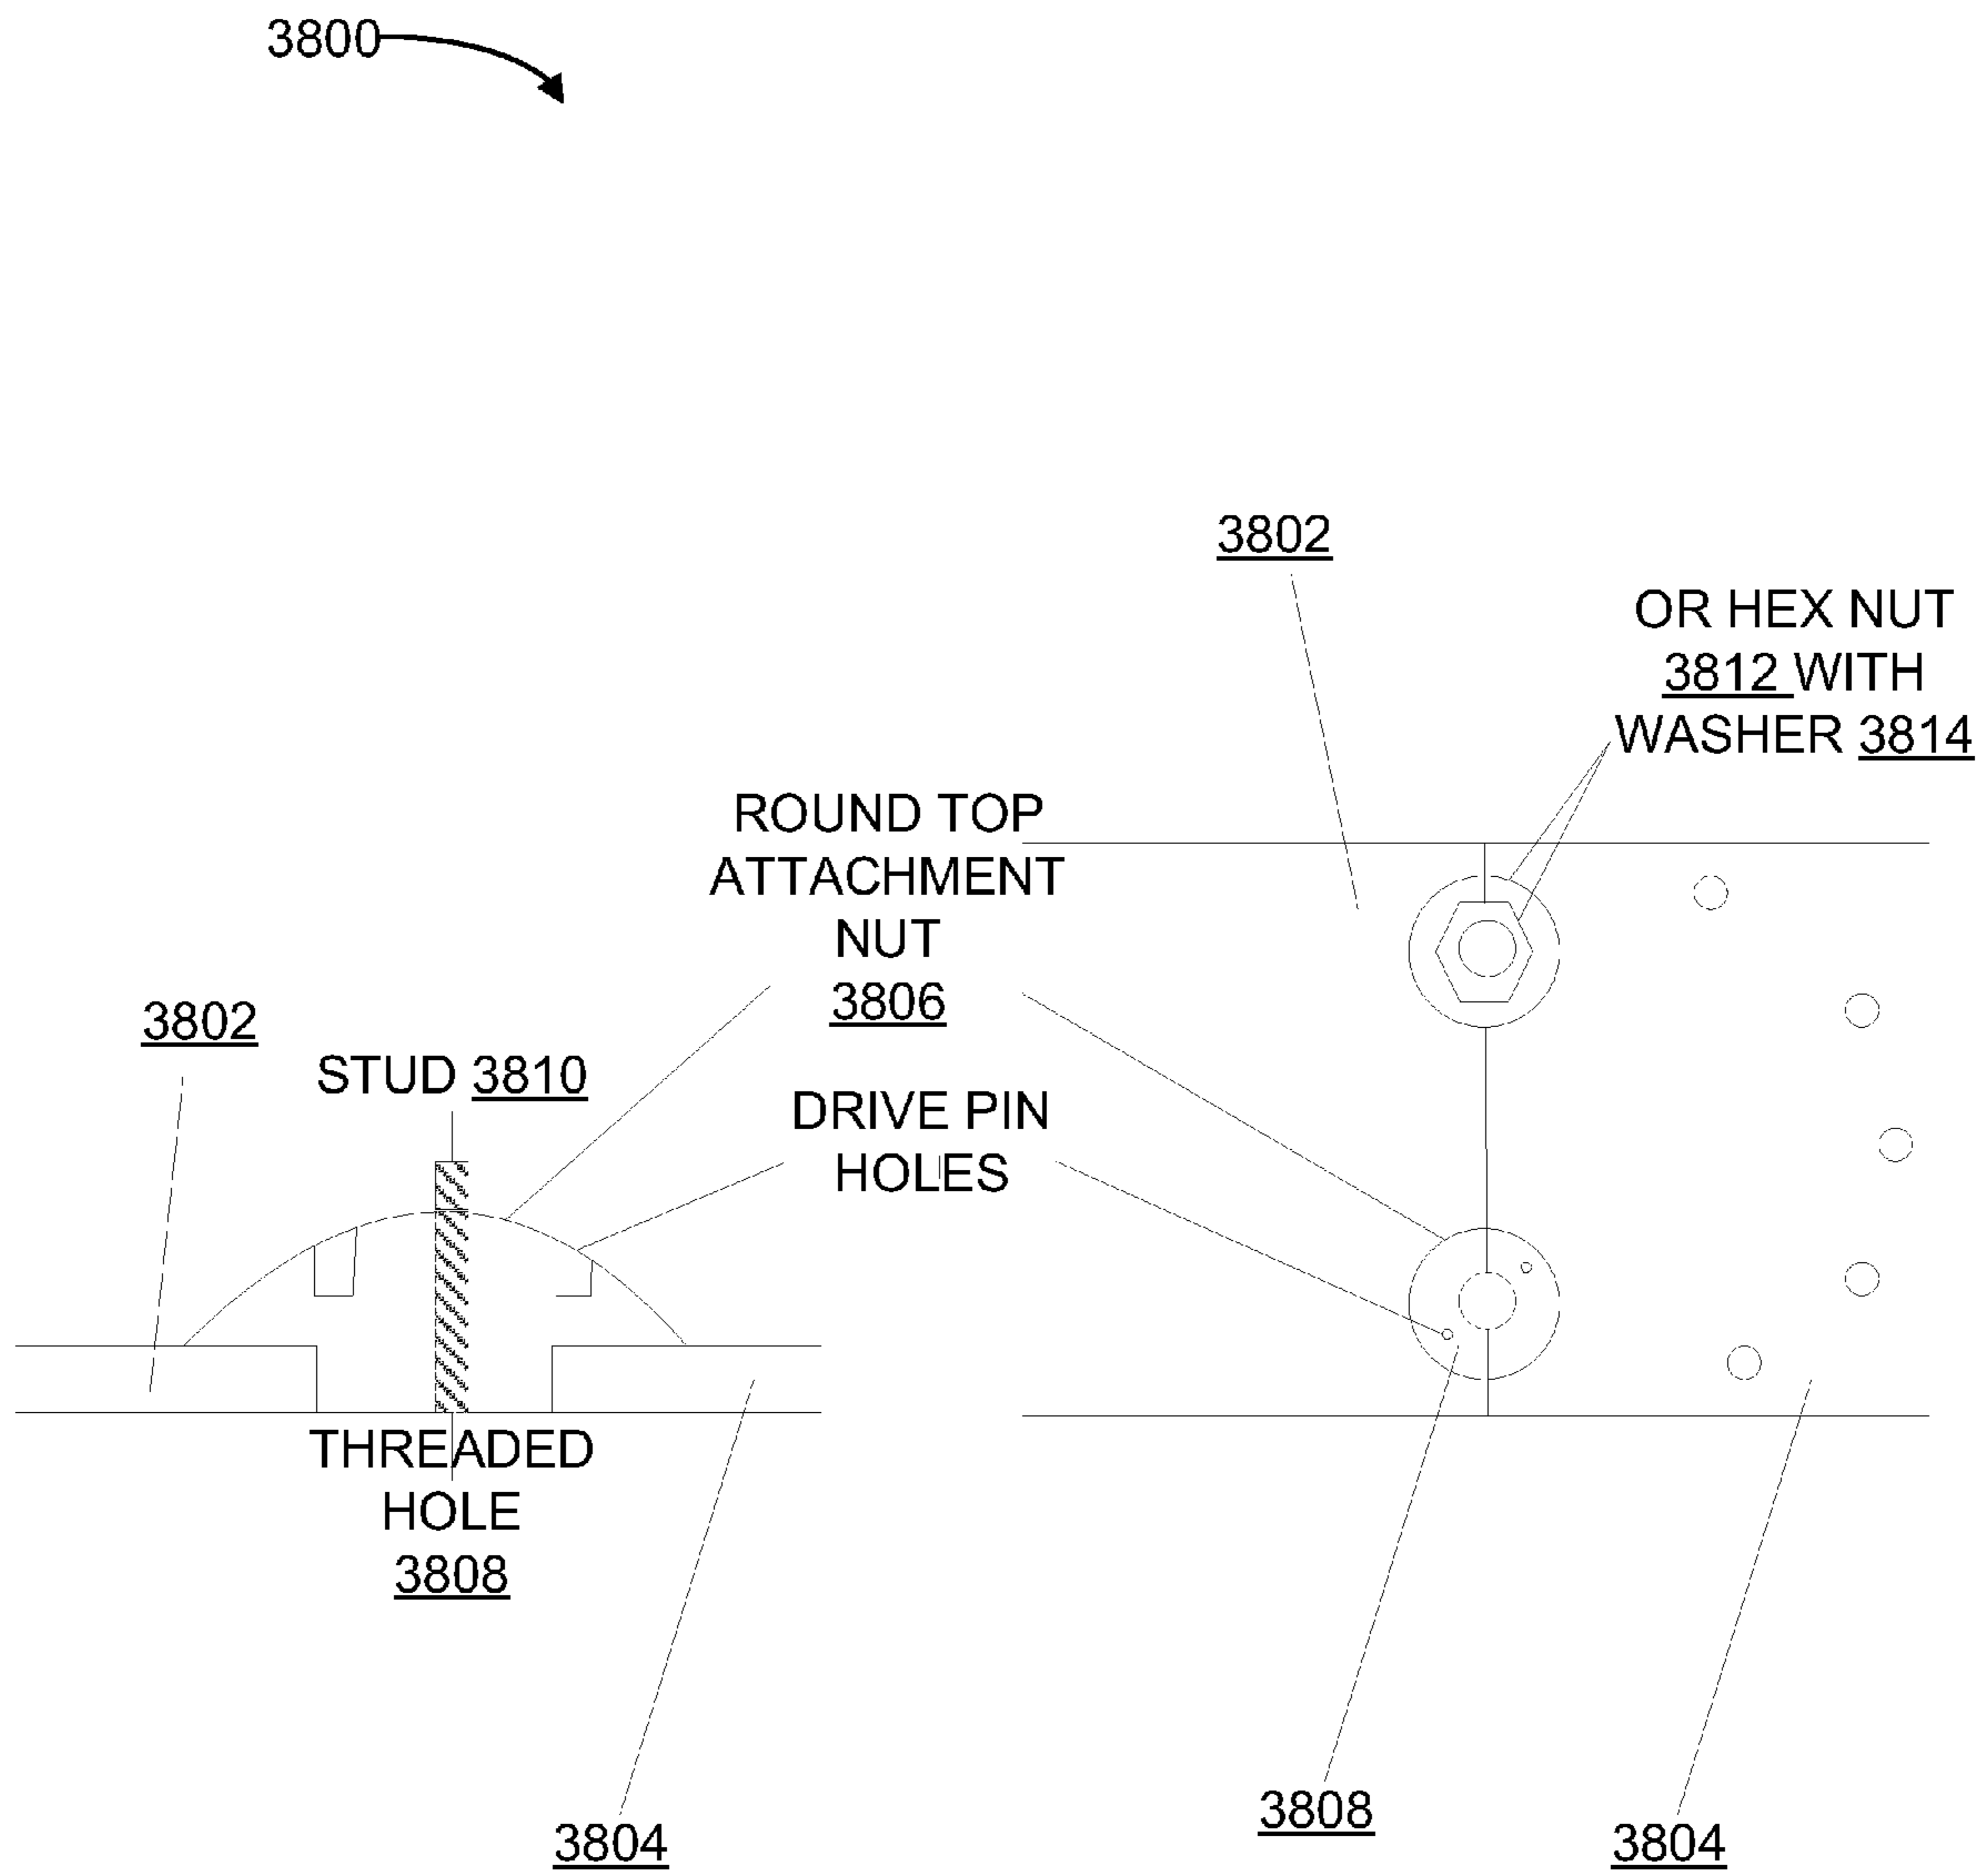 3800
3802
OR HEX NUT
3812 WITH
WASHER 3814
ROUND TOP
ATTACHMENT
NUT
3806
3802
STUD 3810
DRIVE PIN
HOLES
THREADED
HOLE
3808
3808
3804
3804